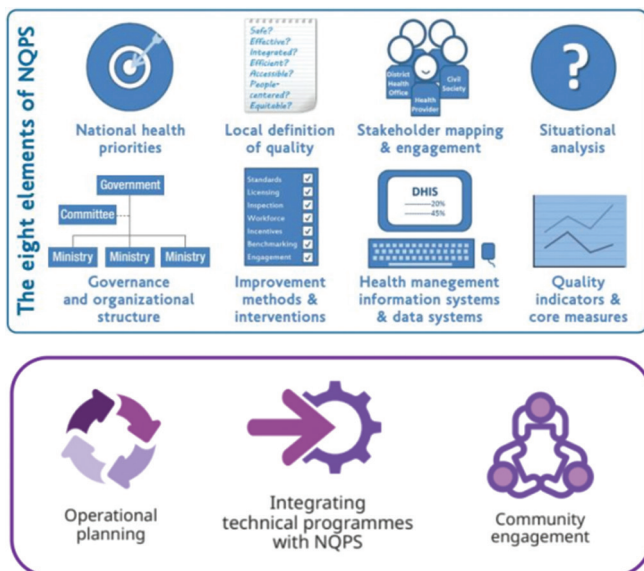 The eight elements of NQPS
Safe?
Effective?
Integrated?
Efficient?
Accessible?
People-
centered?
Equitable?
District
Health
Office
Health
Provider
Civil
Society
?
National health
priorities
Local definition
of quality
Stakeholder mapping
& engagement
Situational
analysis
Government
Committee
Ministry
Ministry
Ministry
Standards
Licensing
Inspection
Workforce
Incentives
Benchmarking
Engagement
DHIS
20%
45%
Governance
and organizational
structure
Improvement
methods &
interventions
Health manegement
information systems
& data systems
Quality
indicators &
core measures
Operational
planning
Integrating
technical programmes
with NQPS
Community
engagement